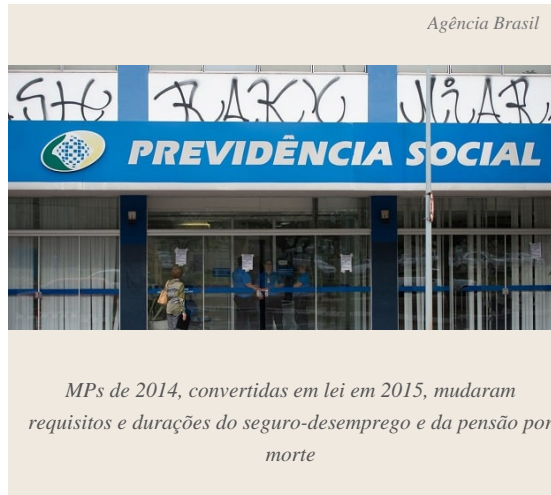 Agência Brasil
PREVIDÊNCIA SOCIAL
MPs de 2014, convertidas em lei em 2015, mudaram
requisitos e durações do seguro-desemprego e da pensão por
morte